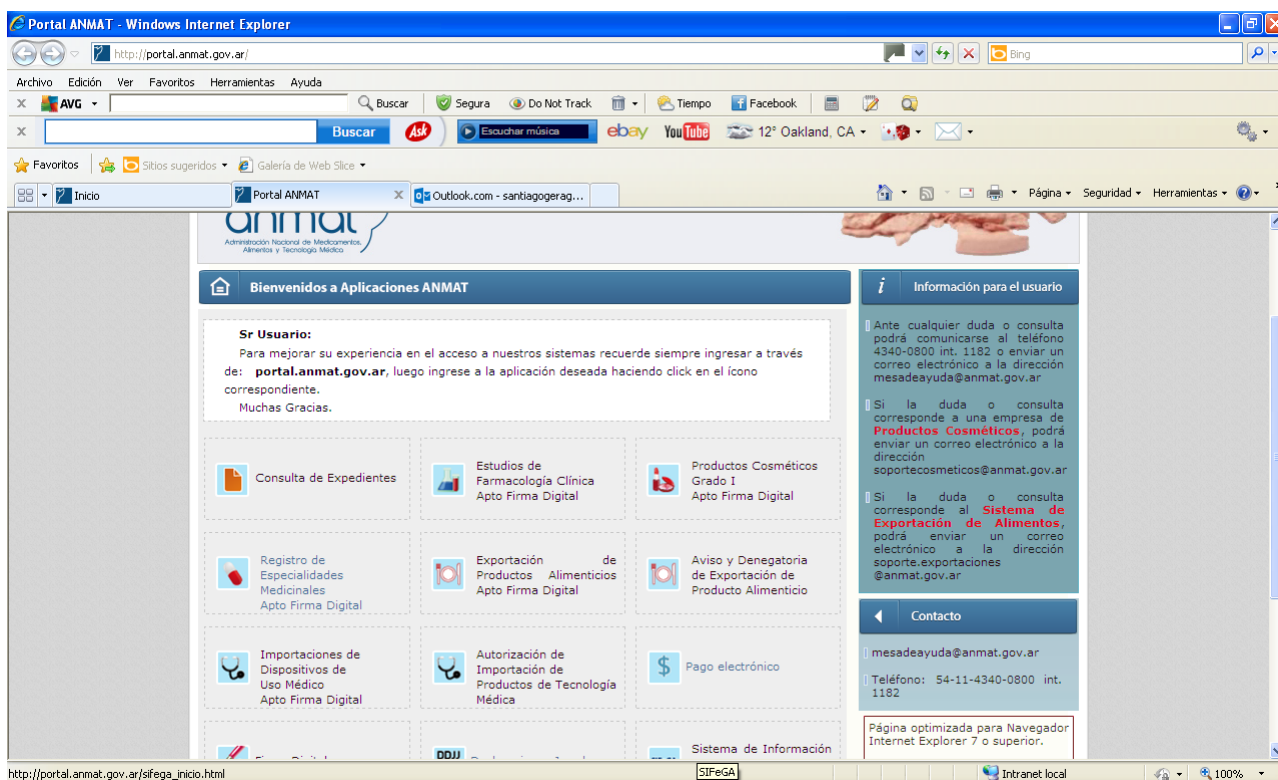 Portal ANMAT - Windows Internet Explorer
http://portal.anmat.gov.ar/
Bing
Archivo Edición Ver Favoritos Herramientas Ayuda
AVG Buscar Segura Do Not Track Tiempo Facebook
Buscar Ask Escuchar música ebay YouTube 12° Oakland, CA
Favoritos Sitios sugeridos Galería de Web Slice
Inicio Portal ANMAT X Outlook.com - santiagogerag... Página Seguridad Herramientas
anmat
Administración Nacional de Medicamentos,
Alimentos y Tecnología Médica
Bienvenidos a Aplicaciones ANMAT
Sr Usuario:
Para mejorar su experiencia en el acceso a nuestros sistemas recuerde siempre ingresar a través
de: portal.anmat.gov.ar, luego ingrese a la aplicación deseada haciendo click en el ícono
correspondiente.
Muchas Gracias.
Consulta de Expedientes
Estudios de
Farmacología Clínica
Apto Firma Digital
Productos Cosméticos
Grado I
Apto Firma Digital
Registro de
Especialidades
Medicinales
Apto Firma Digital
Exportación de
Productos Alimenticios
Apto Firma Digital
Aviso y Denegatoria
de Exportación de
Producto Alimenticio
Importaciones de
Dispositivos de
Uso Médico
Apto Firma Digital
Autorización de
Importación de
Productos de Tecnología
Médica
$ Pago electrónico
DDJJ
Sistema de Información
i Información para el usuario
Ante cualquier duda o consulta
podrá comunicarse al teléfono
4340-0800 int. 1182 o enviar un
correo electrónico a la dirección
mesadeayuda@anmat.gov.ar
Si la duda o consulta
corresponde a una empresa de
Productos Cosméticos, podrá
enviar un correo electrónico a la
dirección
soportecosmeticos@anmat.gov.ar
Si la duda o consulta
corresponde al Sistema de
Exportación de Alimentos,
podrá enviar un correo
electrónico a la dirección
soporte.exportaciones
@anmat.gov.ar
Contacto
mesadeayuda@anmat.gov.ar
Teléfono: 54-11-4340-0800 int.
1182
Página optimizada para Navegador
Internet Explorer 7 o superior.
SIFeGA
http://portal.anmat.gov.ar/sifega_inicio.html
Intranet local
100%